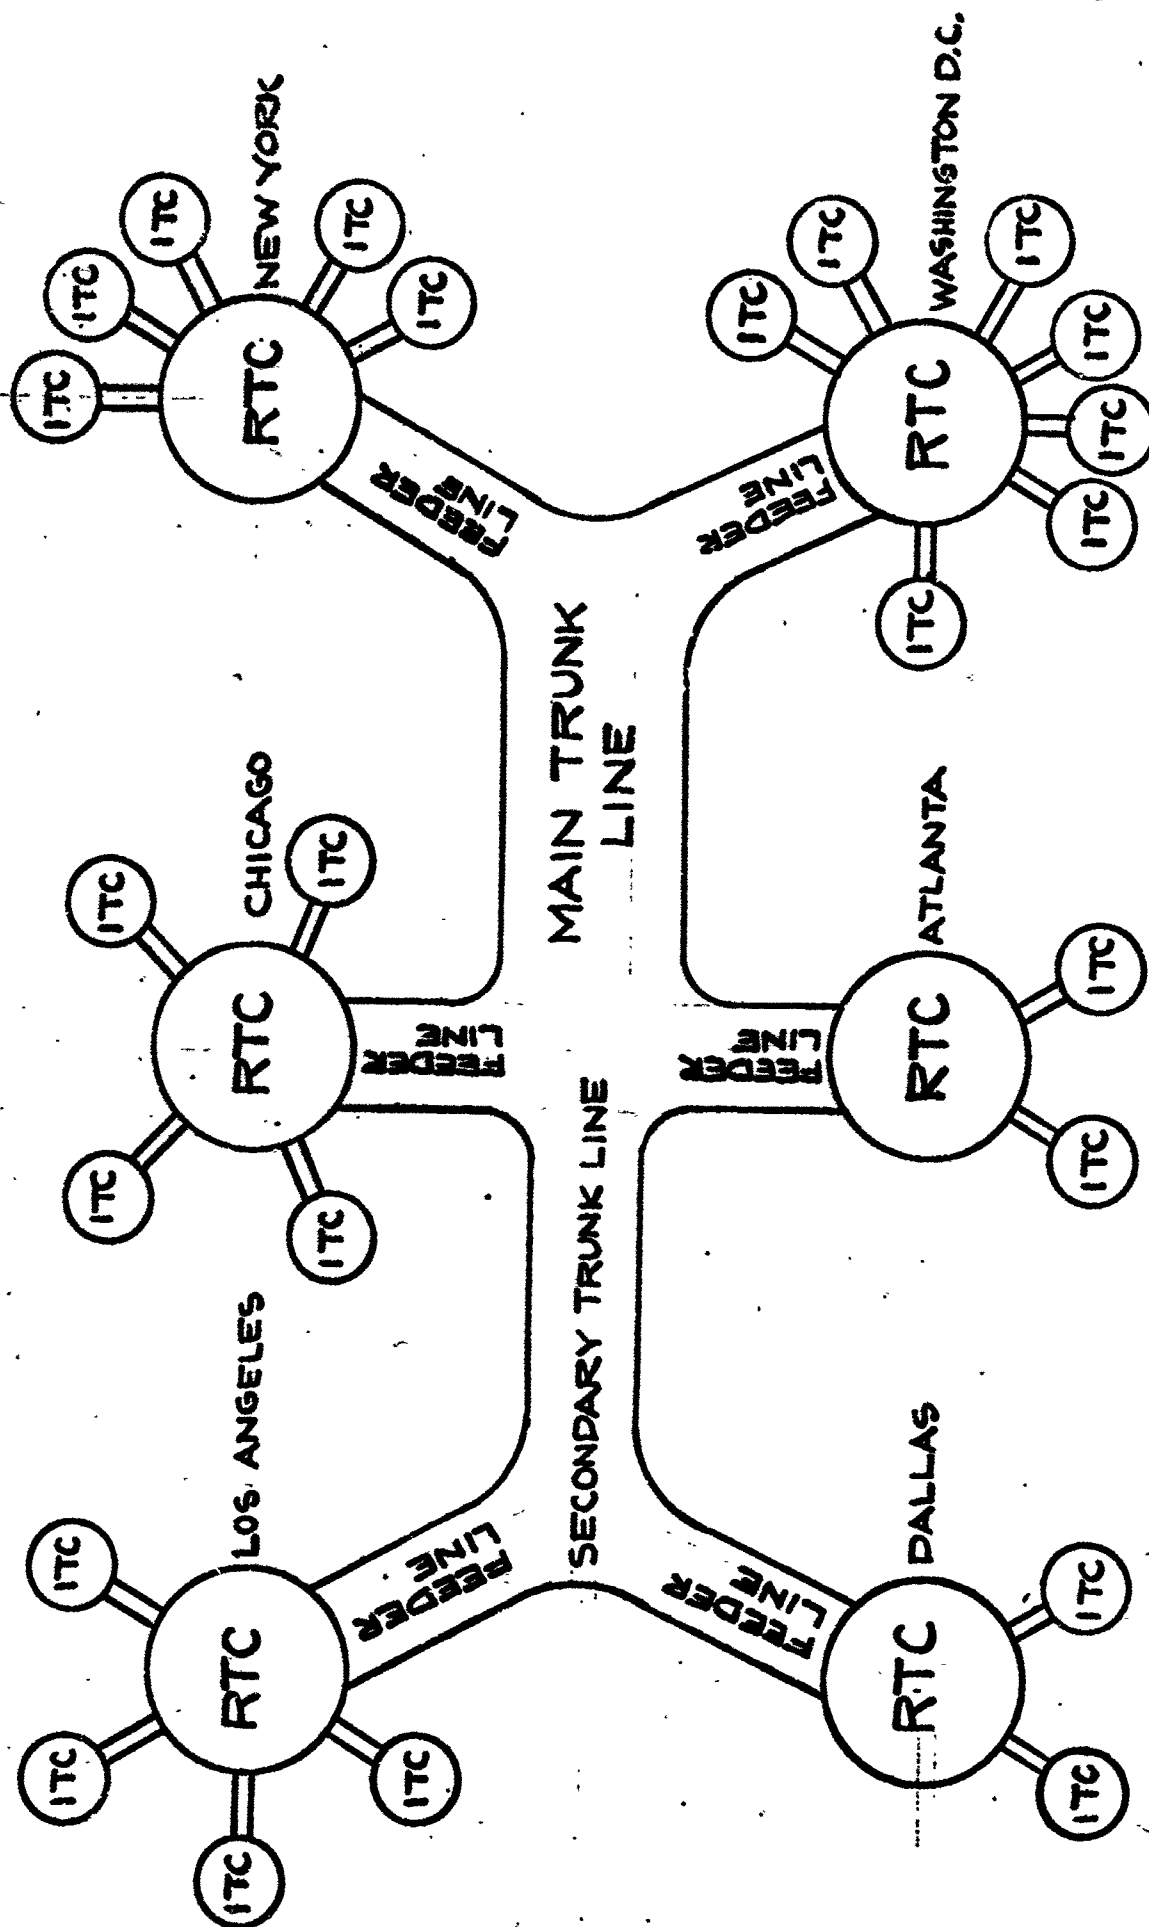 LOS ANGELES
RTC
ITC
ITC
ITC
ITC
FEEDER
LINE
CHICAGO
RTC
ITC
ITC
ITC
ITC
FEEDER
LINE
NEW YORK
RTC
ITC
ITC
ITC
ITC
ITC
FEEDER
LINE
SECONDARY TRUNK LINE
MAIN TRUNK
LINE
DALLAS
RTC
ITC
ITC
FEEDER
LINE
ATLANTA
RTC
ITC
ITC
FEEDER
LINE
WASHINGTON D.C.
RTC
ITC
ITC
ITC
ITC
ITC
ITC
ITC
FEEDER
LINE